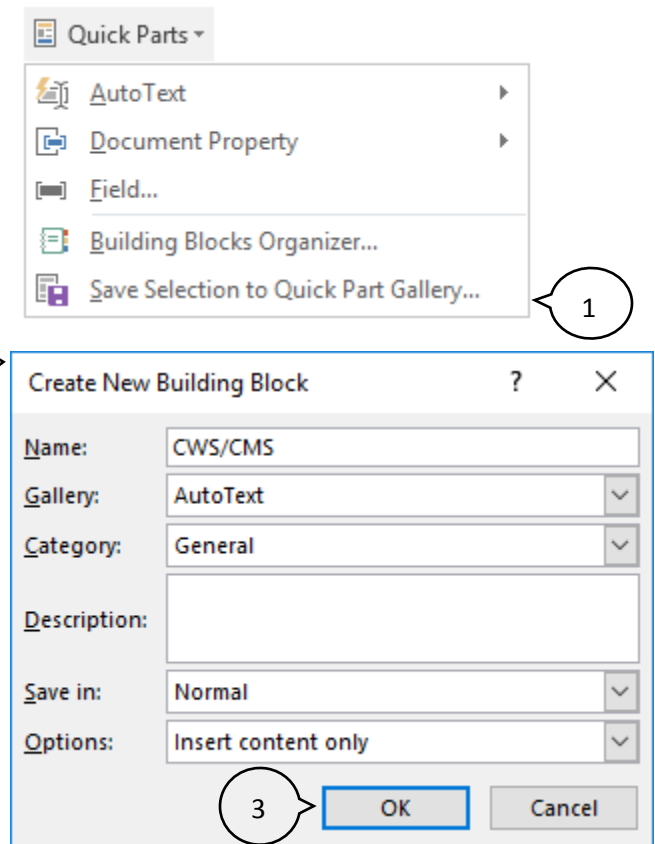 Quick Parts
AutoText
Document Property
Field...
Building Blocks Organizer...
Save Selection to Quick Part Gallery...
1
Create New Building Block ? ×
Name: CWS/CMS
Gallery: AutoText
Category: General
Description:
Save in: Normal
Options: Insert content only
3 OK Cancel